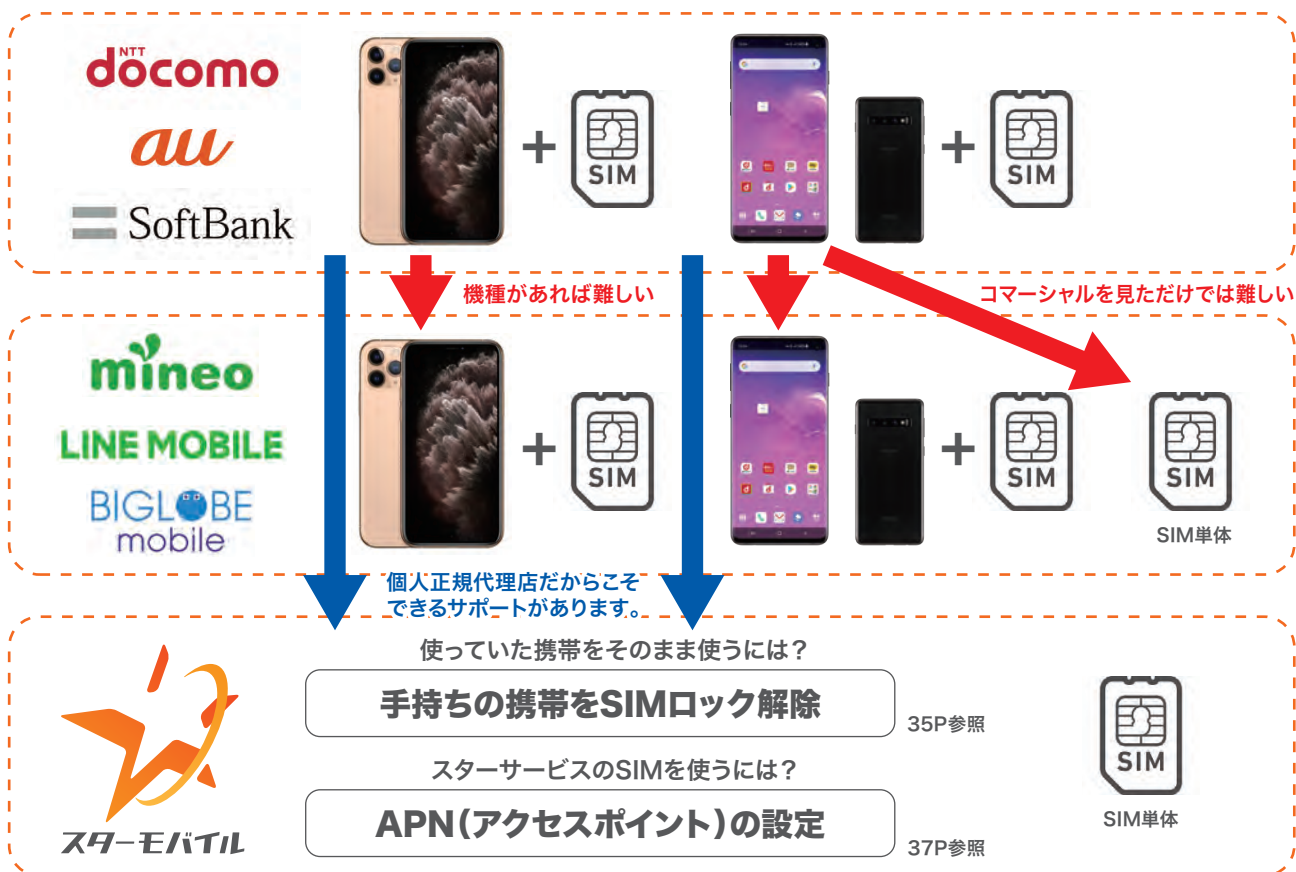 NTT
döcomo
au
SoftBank
+
SIM
+
SIM
機種があれば難しい
コマーシャルを見ただけでは難しい
mineo
LINE MOBILE
BIGLOBE
mobile
+
SIM
+
SIM
SIM
SIM単体
個人正規代理店だからこそ
できるサポートがあります。
使っていた携帯をそのまま使うには？
手持ちの携帯をSIMロック解除
35P参照
スターサービスのSIMを使うには？
APN（アクセスポイント）の設定
37P参照
スターモバイル
SIM
SIM単体